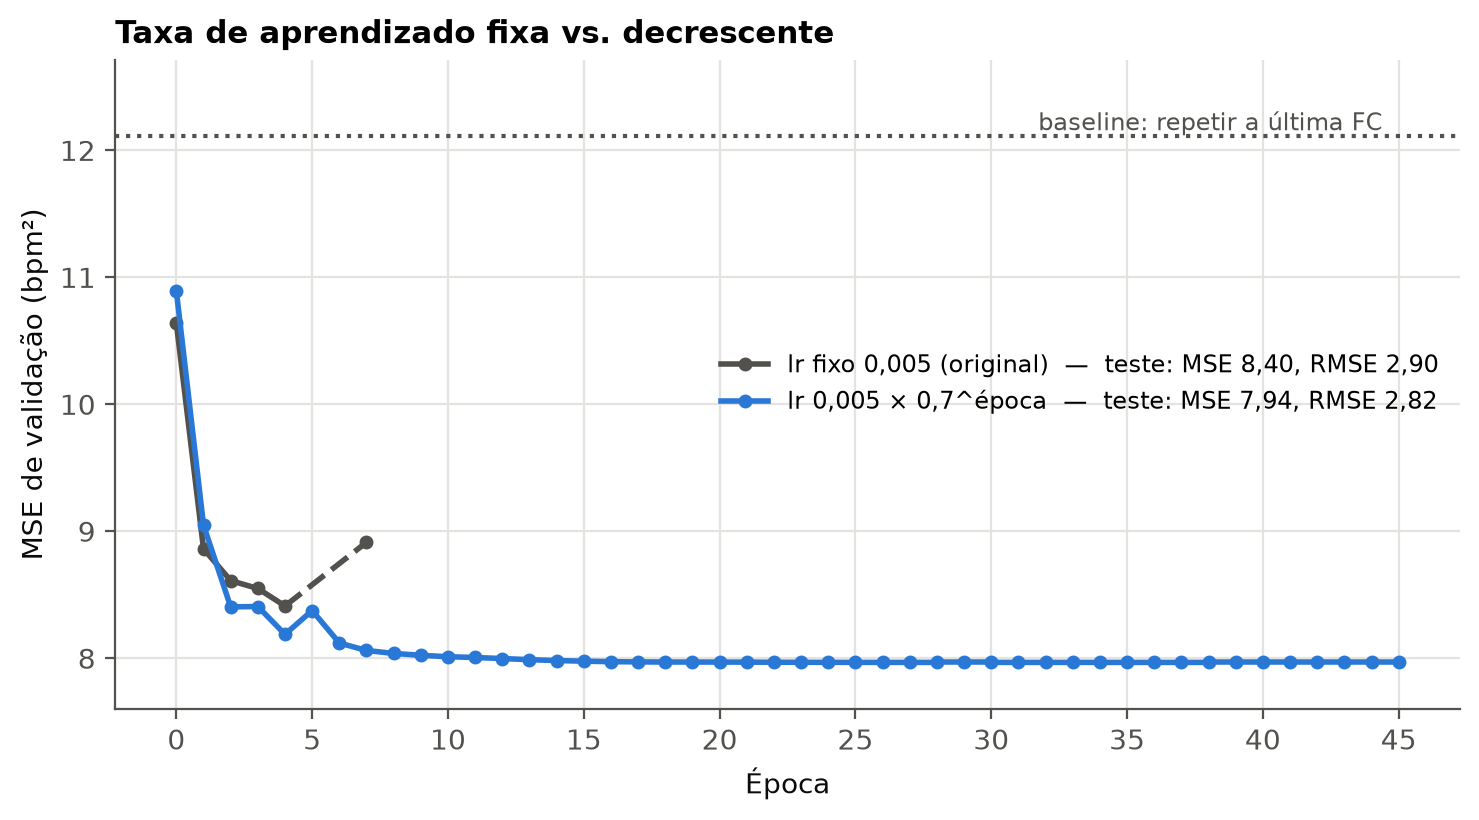 Taxa de aprendizado fixa vs. decrescente
baseline: repetir a última FC
MSE de validação (bpm²)
12
11
10
9
8
lr fixo 0,005 (original) — teste: MSE 8,40, RMSE 2,90
lr 0,005 × 0,7^época — teste: MSE 7,94, RMSE 2,82
0 5 10 15 20 25 30 35 40 45
Época